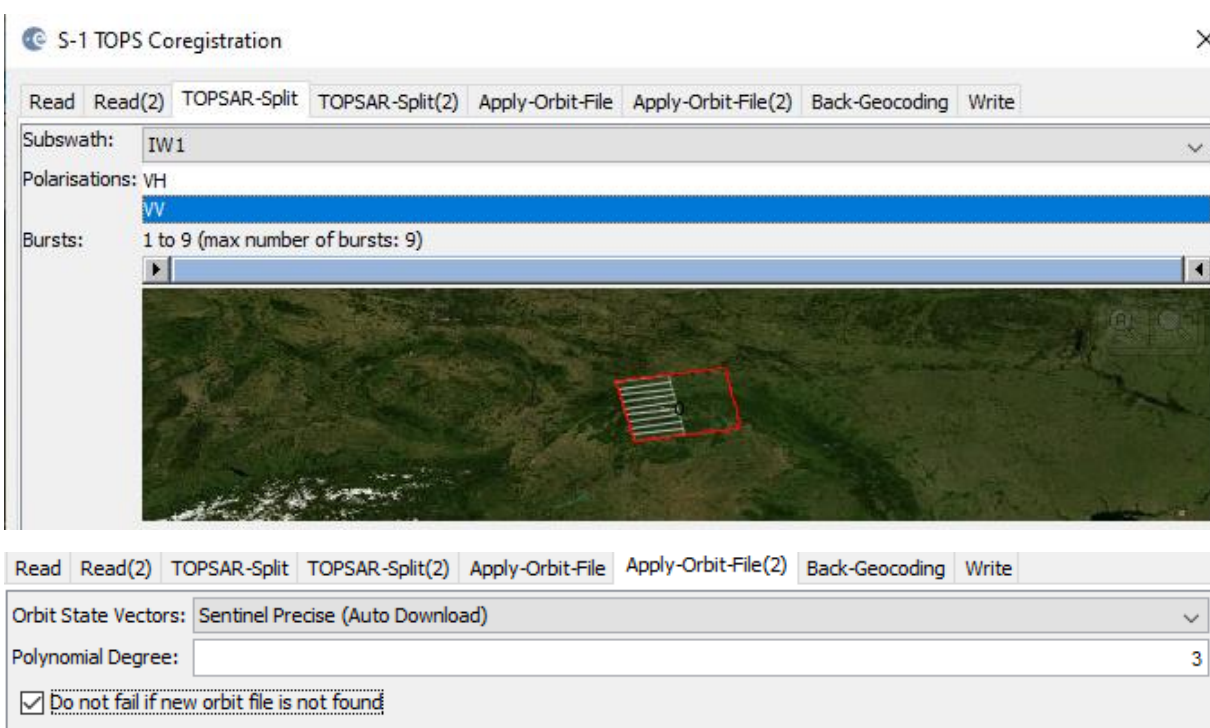 S-1 TOPS Coregistration
Read Read(2) TOPSAR-Split TOPSAR-Split(2) Apply-Orbit-File Apply-Orbit-File(2) Back-Geocoding Write
Subswath: IW1
Polarisations: VH
VV
Bursts: 1 to 9 (max number of bursts: 9)
Read Read(2) TOPSAR-Split TOPSAR-Split(2) Apply-Orbit-File Apply-Orbit-File(2) Back-Geocoding Write
Orbit State Vectors: Sentinel Precise (Auto Download)
Polynomial Degree: 3
Do not fail if new orbit file is not found